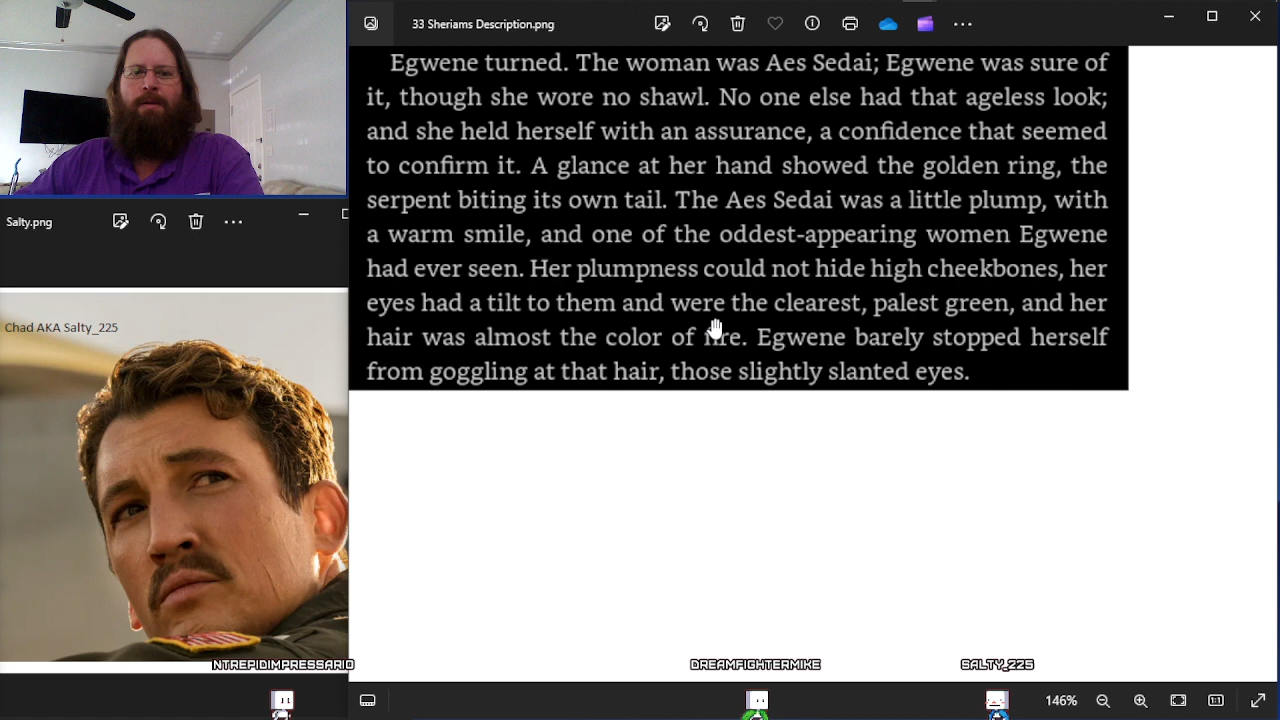 33 Sheriams Description.png
Egwene turned. The woman was Aes Sedai; Egwene was sure of
it, though she wore no shawl. No one else had that ageless look;
and she held herself with an assurance, a confidence that seemed
to confirm it. A glance at her hand showed the golden ring, the
serpent biting its own tail. The Aes Sedai was a little plump, with
a warm smile, and one of the oddest-appearing women Egwene
had ever seen. Her plumpness could not hide high cheekbones, her
eyes had a tilt to them and were the clearest, palest green, and her
hair was almost the color of fire. Egwene barely stopped herself
from goggling at that hair, those slightly slanted eyes.
Salty.png
Chad AKA Salty_225
NTREPIDIMPRESSARIO
DREAMFIGHTERMIKE
SALTY_225
146%
1:1